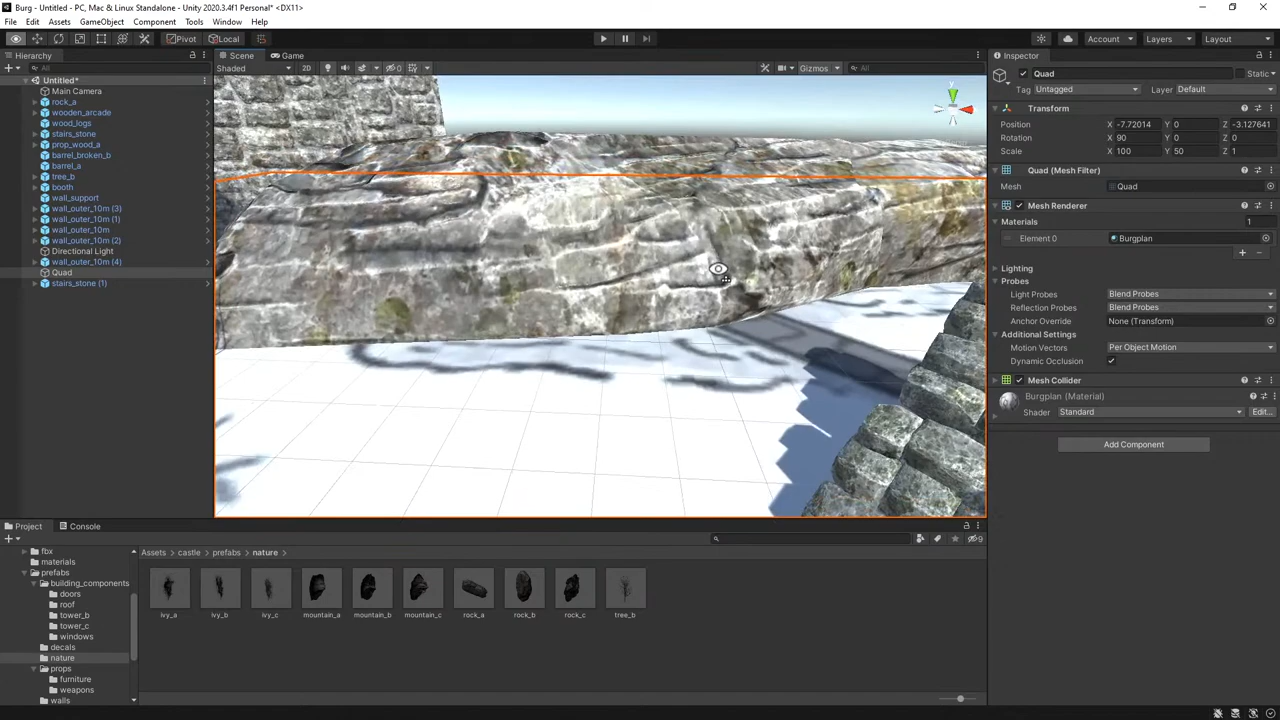 Burg - Untitled - PC, Mac & Linux Standalone - Unity 2020.3.4f1 Personal* <DX11>
File Edit Assets GameObject Component Tools Window Help
Pivot Local Account Layers Layout
Hierarchy Scene Game Inspector
All Shaded 2D 0 Gizmos All
Untitled*
Main Camera
rock_a
wooden_arcade
wood_logs
stairs_stone
prop_wood_a
barrel_broken_b
barrel_a
tree_b
booth
wall_support
wall_outer_10m (3)
wall_outer_10m (1)
wall_outer_10m
wall_outer_10m (2)
Directional Light
wall_outer_10m (4)
Quad
stairs_stone (1)
y
Quad Static
Tag Untagged Layer Default
Transform
Position X -7.72014 Y 0 Z -3.127641
Rotation X 90 Y 0 Z 0
Scale X 100 Y 50 Z 1
Quad (Mesh Filter)
Mesh Quad
Mesh Renderer
Materials 1
Element 0 Burgplan
Lighting
Probes
Light Probes Blend Probes
Reflection Probes Blend Probes
Anchor Override None (Transform)
Additional Settings
Motion Vectors Per Object Motion
Dynamic Occlusion
Mesh Collider
Burgplan (Material)
Shader Standard Edit...
Add Component
Project Console
9
fbx
materials
prefabs
building_components
doors
roof
tower_b
tower_c
windows
decals
nature
props
furniture
weapons
walls
Assets castle prefabs nature
ivy_a ivy_b ivy_c mountain_a mountain_b mountain_c rock_a rock_b rock_c tree_b